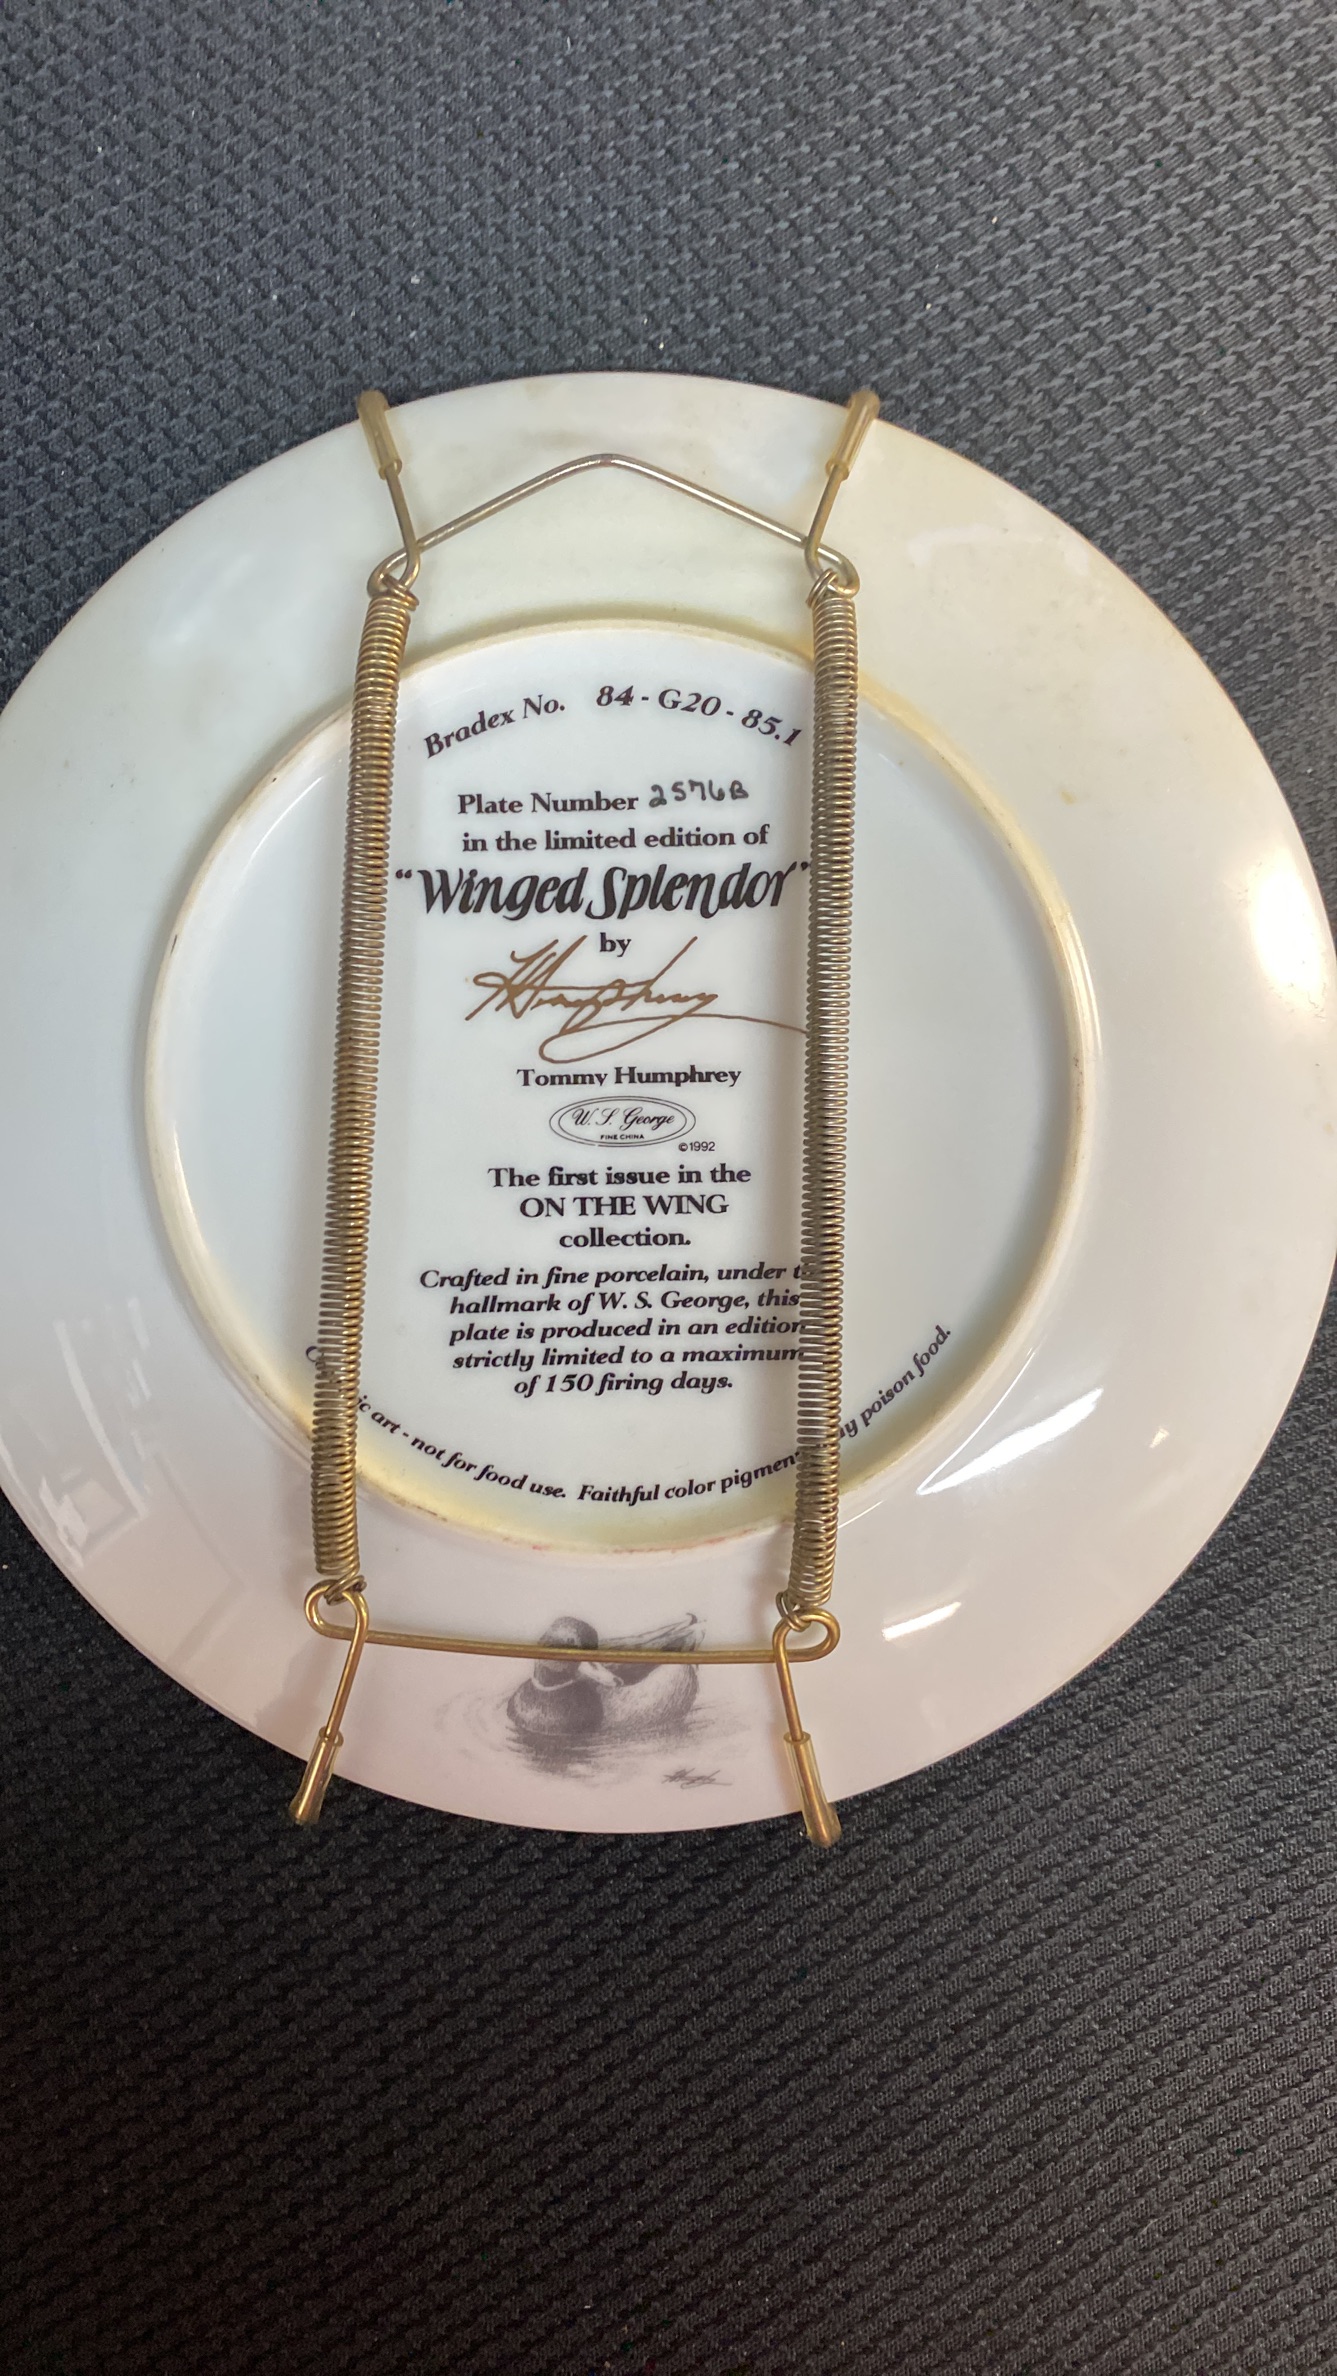 Bradex No. 84-G20-85.1
Plate Number 2576B
in the limited edition of
"Winged Splendor"
by
Humphrey
Tommy Humphrey
W. S. George
FINE CHINA
©1992
The first issue in the
ON THE WING
collection.
Crafted in fine porcelain, under
hallmark of W. S. George, this
plate is produced in an edition
strictly limited to a maximum
of 150 firing days.
art - not for food use. Faithful color pigment poison food.